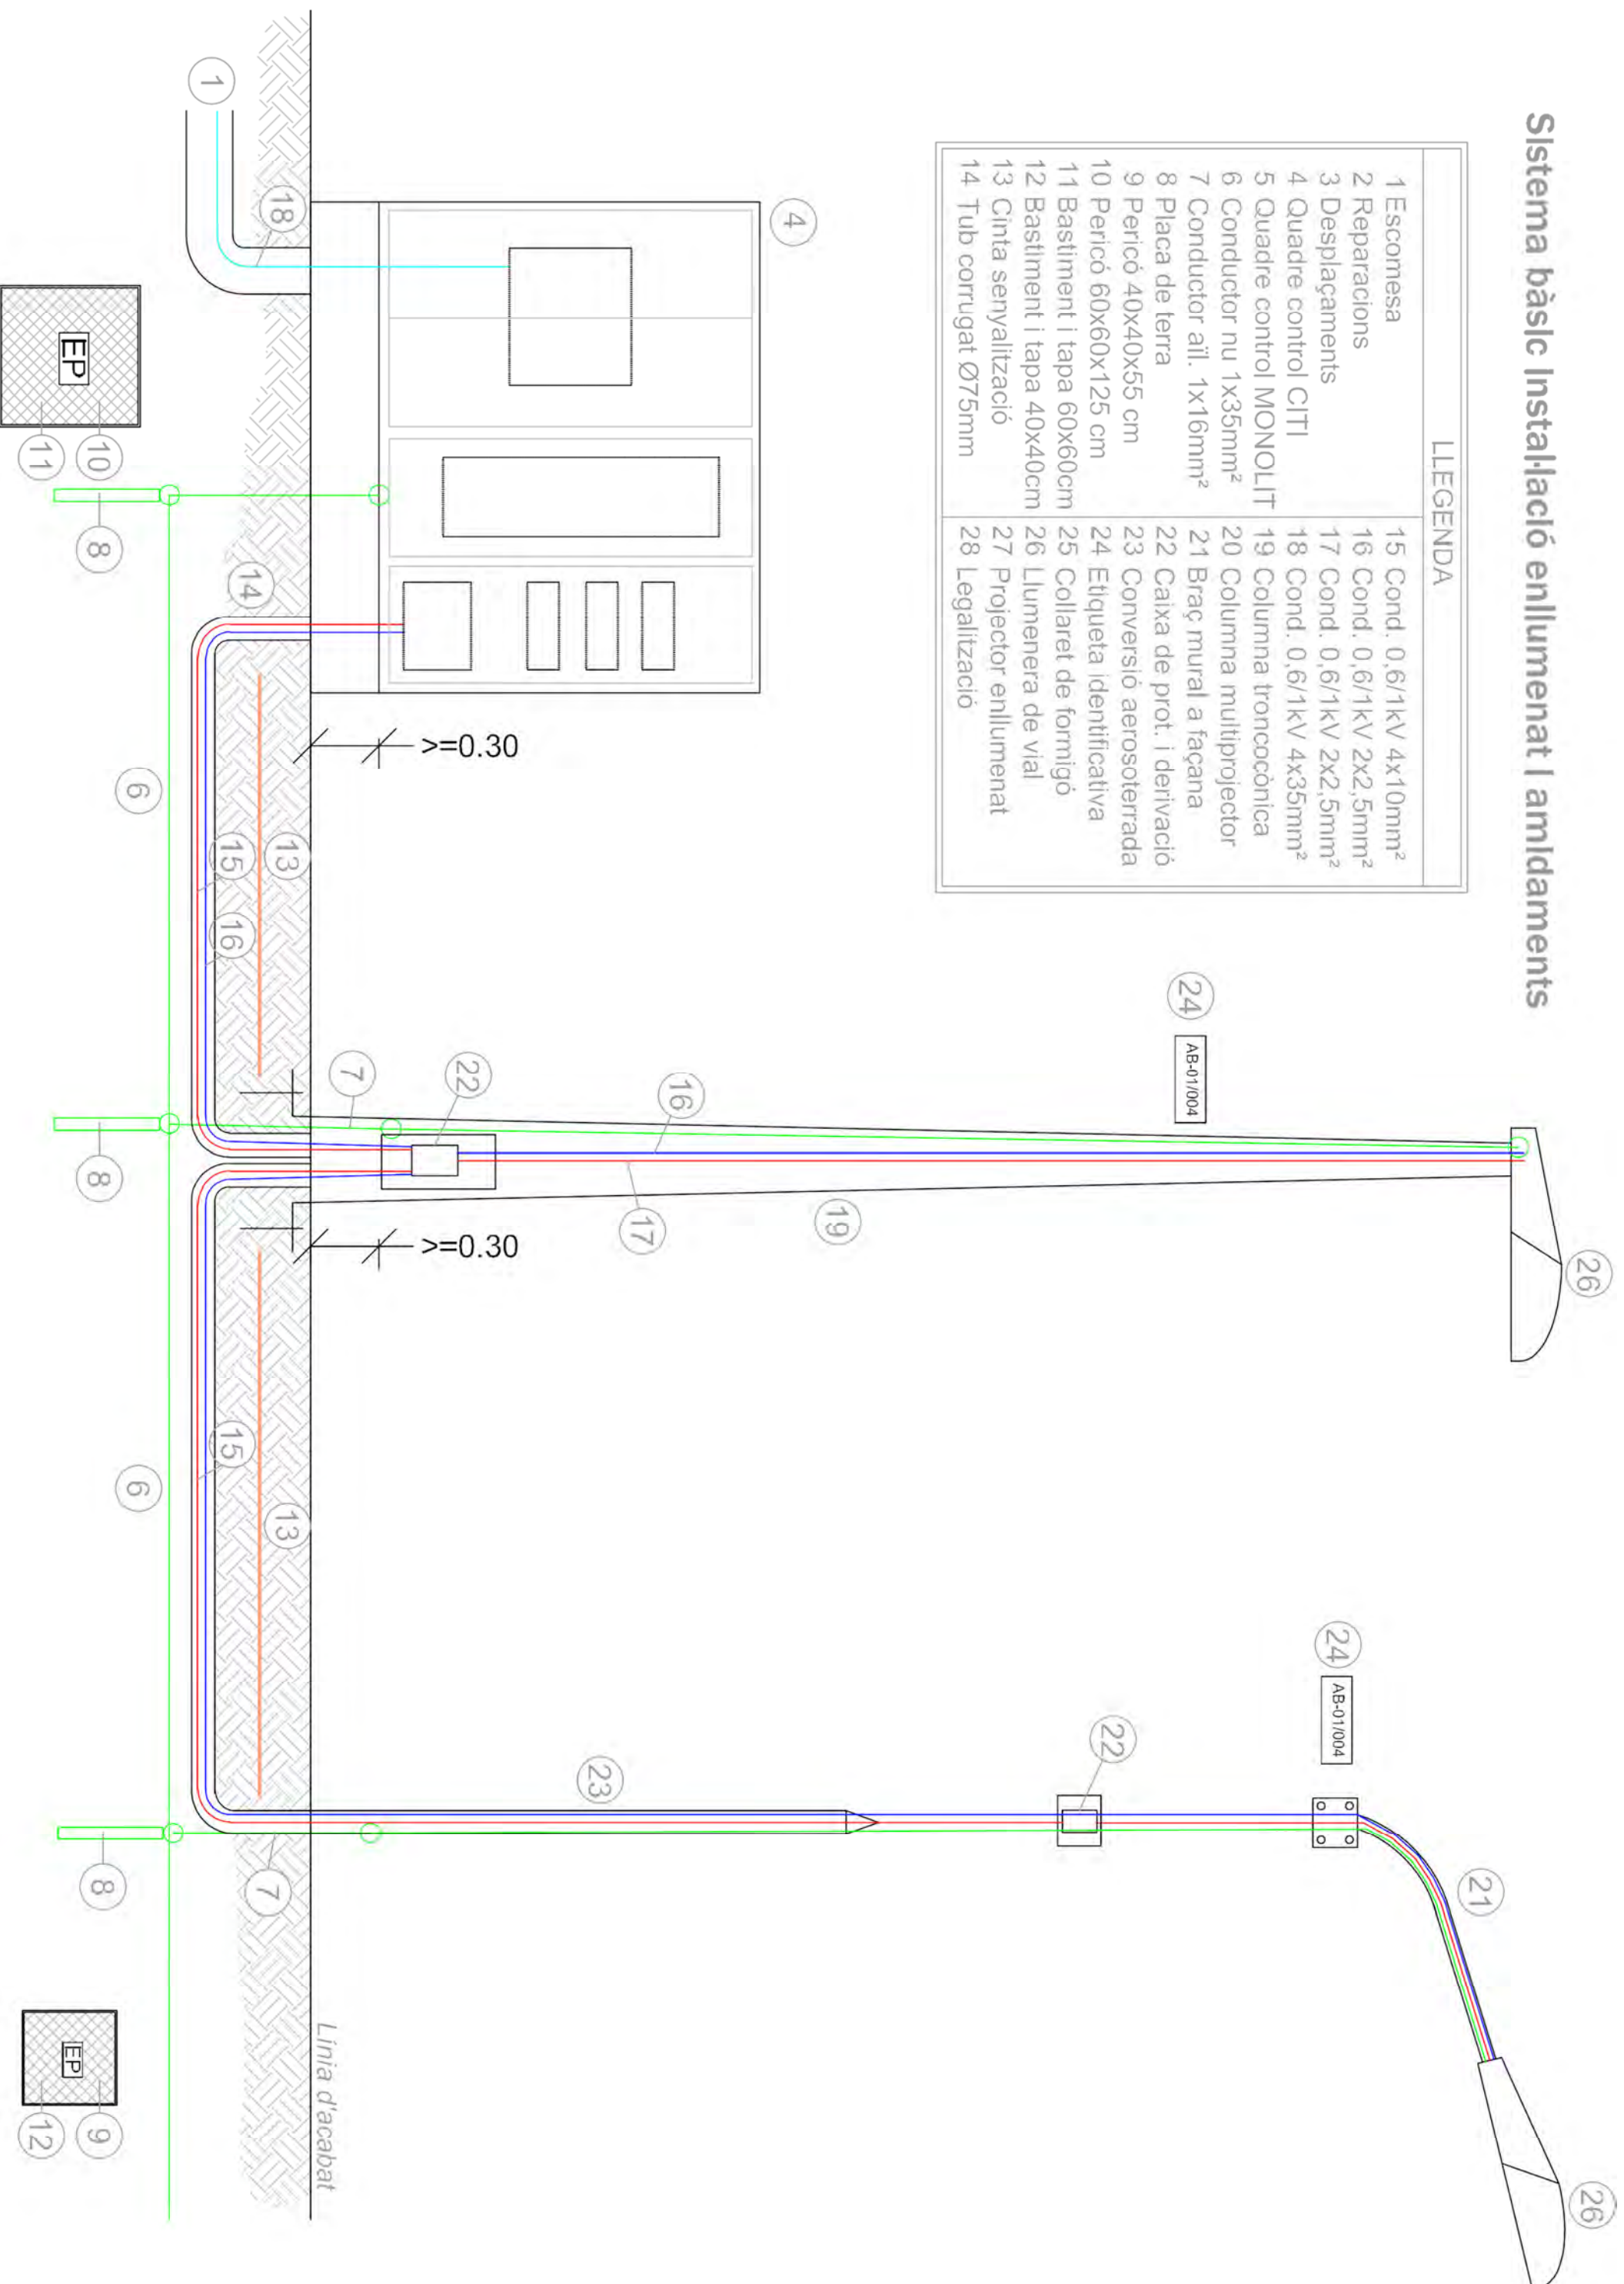 Sistema bàsic instal·lació enllumenat i amidaments
LLEGENDA
1 Escomesa
2 Reparacions
3 Desplaçaments
4 Quadre control CITI
5 Quadre control MONOLIT
6 Conductor nu 1x35mm²
7 Conductor aïl. 1x16mm²
8 Placa de terra
9 Pericó 40x40x55 cm
10 Pericó 60x60x125 cm
11 Bastiment i tapa 60x60cm
12 Bastiment i tapa 40x40cm
13 Cinta senyalització
14 Tub corrugat Ø75mm
15 Cond. 0,6/1kV 4x10mm²
16 Cond. 0,6/1kV 2x2,5mm²
17 Cond. 0,6/1kV 2x2,5mm²
18 Cond. 0,6/1kV 4x35mm²
19 Columna troncocònica
20 Columna multiprojector
21 Braç mural a façana
22 Caixa de prot. i derivació
23 Conversió aerosoterrada
24 Etiqueta identificativa
25 Collaret de formigó
26 Llumenera de vial
27 Projector enllumenat
28 Legalització
26
26
24
AB-01/004
24
AB-01/004
21
4
22
16
17
19
22
23
7
>=0.30
>=0.30
Línia d'acabat
18
1
14
13
15
16
13
15
7
6
6
8
8
8
EP
10
11
EP
9
12